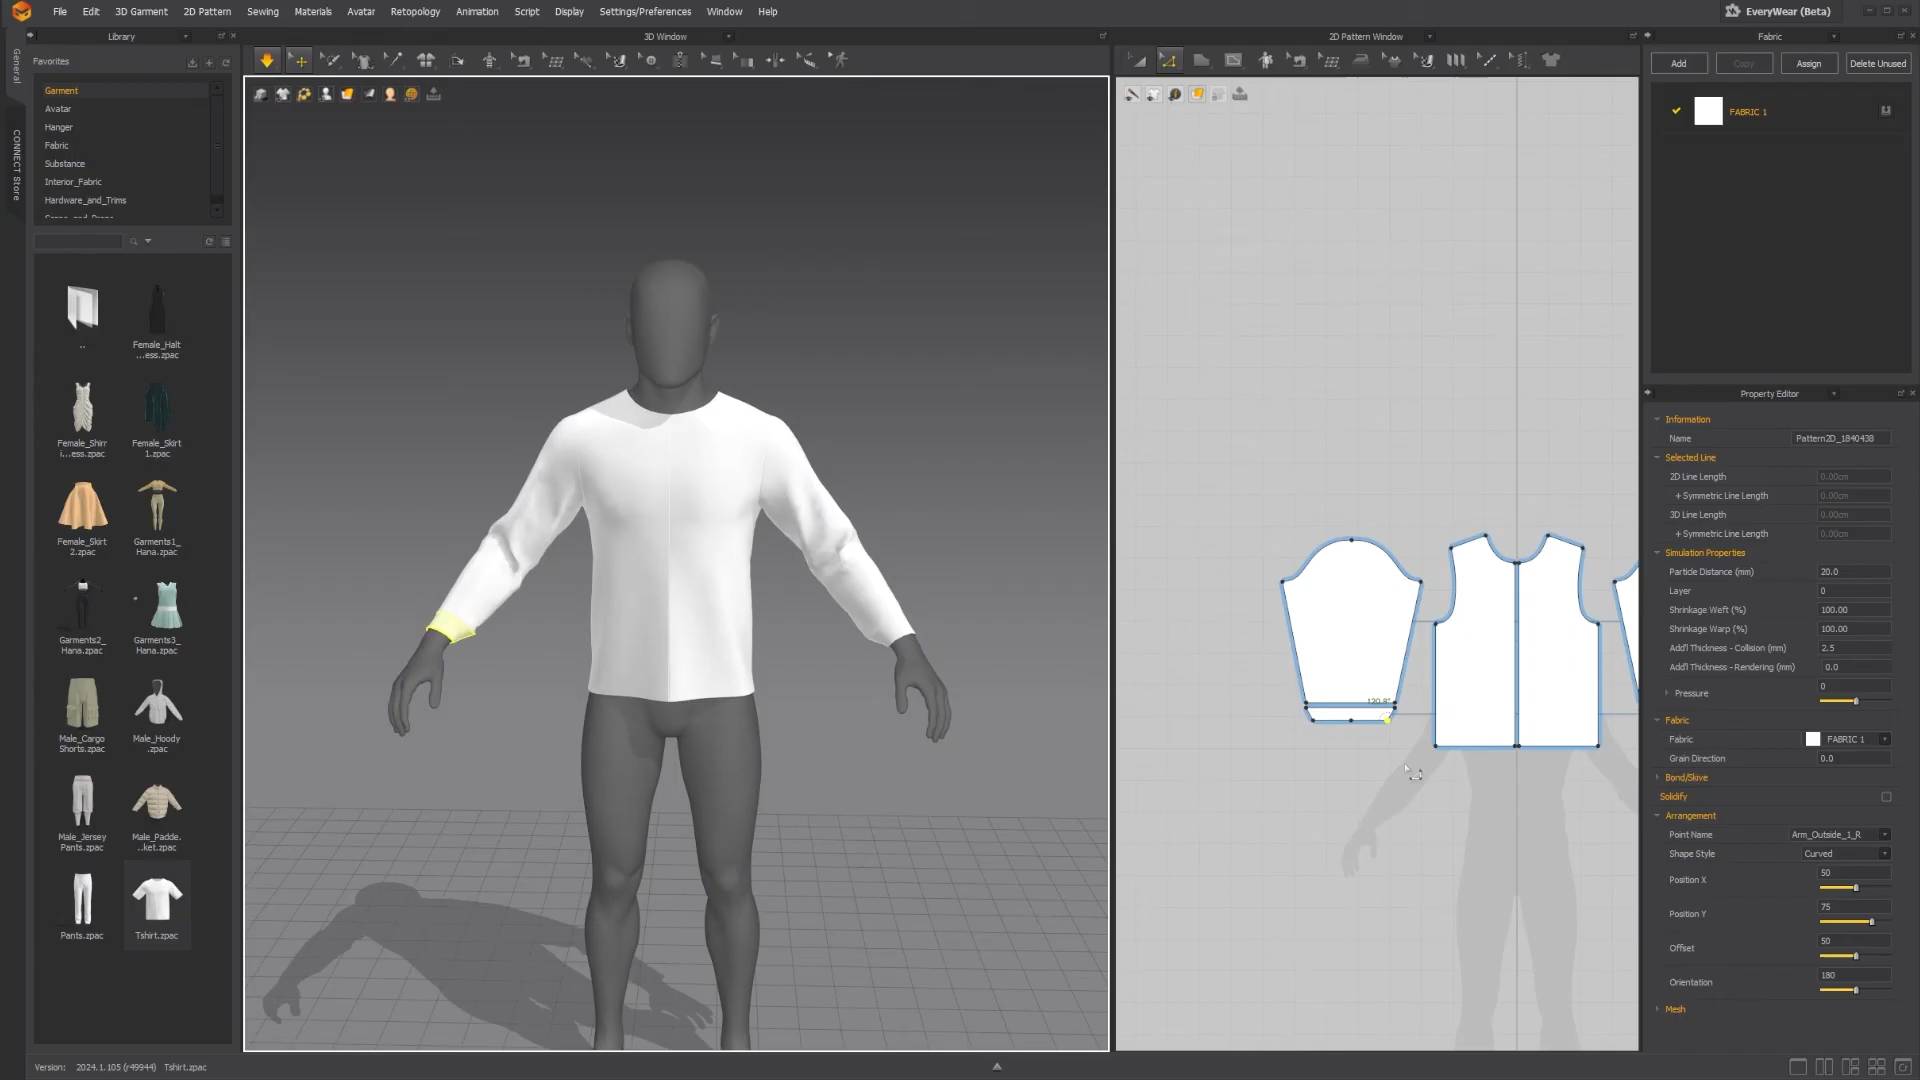 File Edit 3D Garment 2D Pattern Sewing Materials Avatar Retopology Animation Script Display Settings/Preferences Window Help EveryWear (Beta)
Library 3D Window 2D Pattern Window Fabric
General
CONNECT Store
Favorites
Garment
Avatar
Hanger
Fabric
Substance
Interior_Fabric
Hardware_and_Trims
..
Female_Halt
...ess.zpac
Female_Shirr
i...ess.zpac
Female_Skirt
1.zpac
Female_Skirt
2.zpac
Garments1_
Hana.zpac
Garments2_
Hana.zpac
Garments3_
Hana.zpac
Male_Cargo
Shorts.zpac
Male_Hoody
.zpac
Male_Jersey
Pants.zpac
Male_Padde.
..ket.zpac
Pants.zpac
Tshirt.zpac
120.8°
Add Copy Assign Delete Unused
FABRIC 1
Property Editor
Information
Name Pattern2D_1840438
Selected Line
2D Line Length 0.00cm
+ Symmetric Line Length 0.00cm
3D Line Length 0.00cm
+ Symmetric Line Length 0.00cm
Simulation Properties
Particle Distance (mm) 20.0
Layer 0
Shrinkage Weft (%) 100.00
Shrinkage Warp (%) 100.00
Add'l Thickness - Collision (mm) 2.5
Add'l Thickness - Rendering (mm) 0.0
Pressure 0
Fabric
Fabric FABRIC 1
Grain Direction 0.0
Bond/Skive
Solidify
Arrangement
Point Name Arm_Outside_1_R
Shape Style Curved
Position X 50
Position Y 75
Offset 50
Orientation 180
Mesh
Version: 2024.1.105 (r49944) Tshirt.zpac